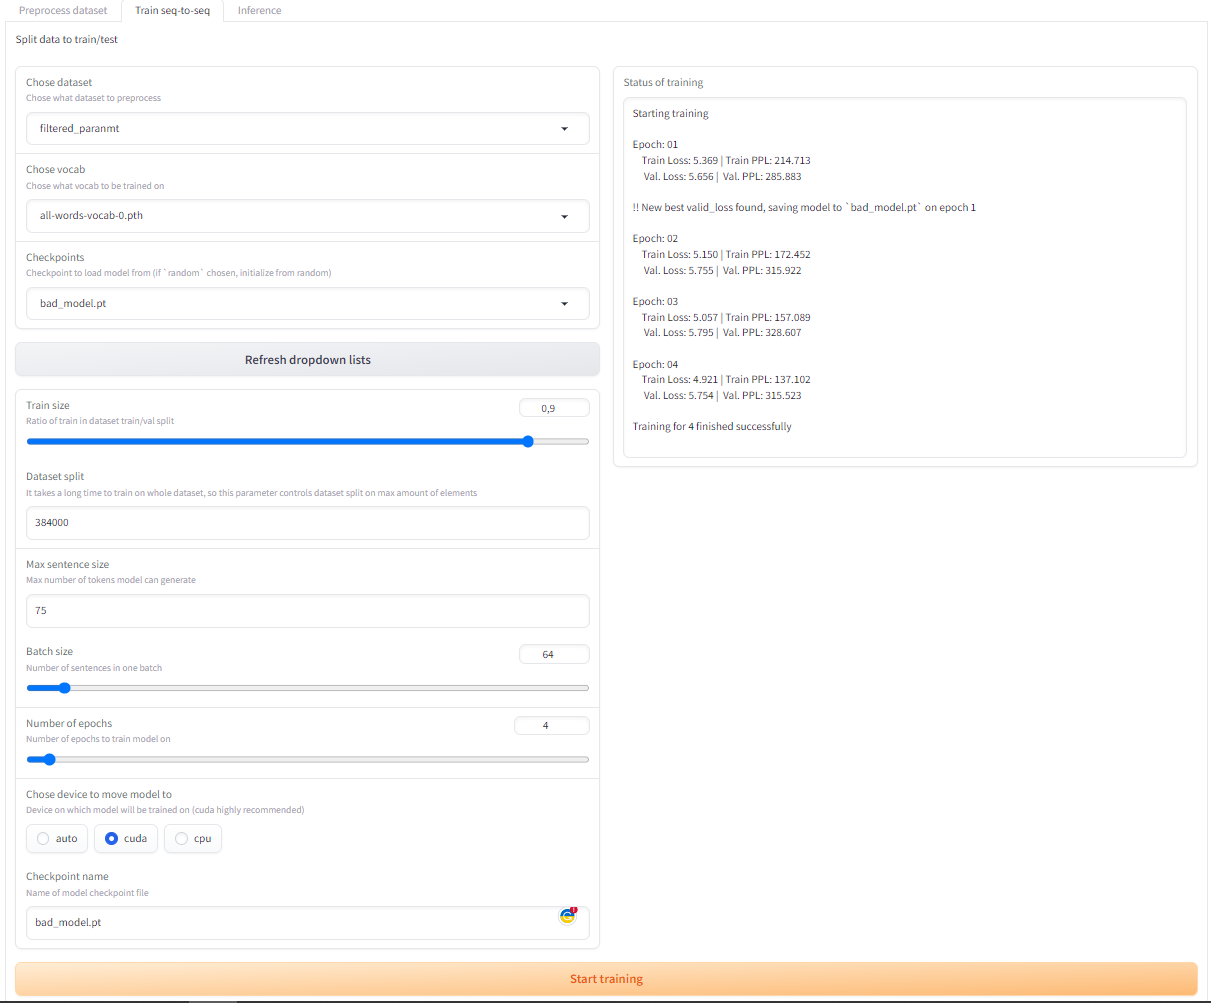 Preprocess dataset
Train seq-to-seq
Inference
Split data to train/test
Chose dataset
Chose what dataset to preprocess
filtered_paranmt
Chose vocab
Chose what vocab to be trained on
all-words-vocab-0.pth
Checkpoints
Checkpoint to load model from (if `random` chosen, initialize from random)
bad_model.pt
Refresh dropdown lists
Train size
0,9
Ratio of train in dataset train/val split
Dataset split
It takes a long time to train on whole dataset, so this parameter controls dataset split on max amount of elements
384000
Max sentence size
Max number of tokens model can generate
75
Batch size
64
Number of sentences in one batch
Number of epochs
4
Number of epochs to train model on
Chose device to move model to
Device on which model will be trained on (cuda highly recommended)
auto
cuda
cpu
Checkpoint name
Name of model checkpoint file
bad_model.pt
Status of training
Starting training
Epoch: 01
Train Loss: 5.369 | Train PPL: 214.713
Val. Loss: 5.656 | Val. PPL: 285.883
!! New best valid_loss found, saving model to `bad_model.pt` on epoch 1
Epoch: 02
Train Loss: 5.150 | Train PPL: 172.452
Val. Loss: 5.755 | Val. PPL: 315.922
Epoch: 03
Train Loss: 5.057 | Train PPL: 157.089
Val. Loss: 5.795 | Val. PPL: 328.607
Epoch: 04
Train Loss: 4.921 | Train PPL: 137.102
Val. Loss: 5.754 | Val. PPL: 315.523
Training for 4 finished successfully
Start training